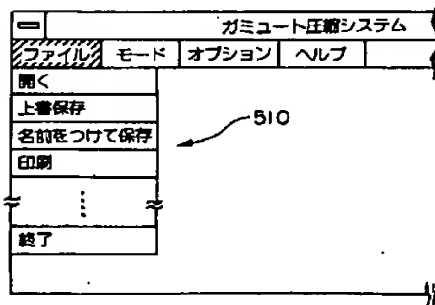 ガミュート圧縮システム
ファイル モード オプション ヘルプ
開く
上書保存
名前をつけて保存
印刷
510
終了